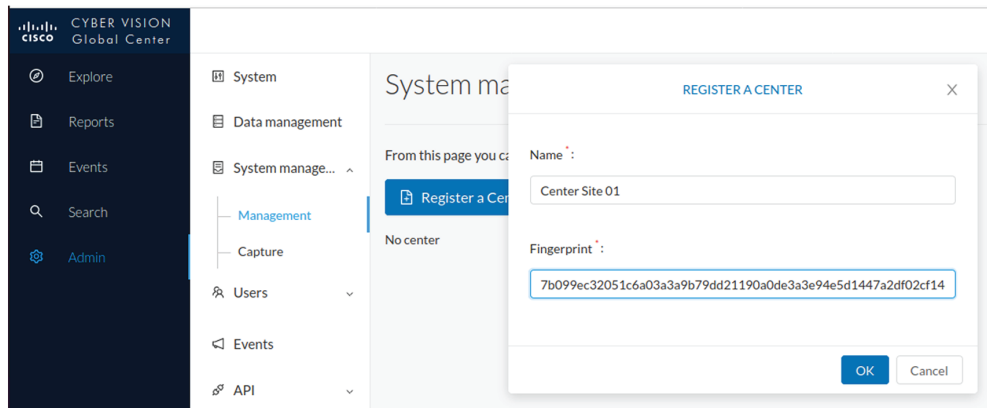 CISCO
CYBER VISION
Global Center
Explore
Reports
Events
Search
Admin
System
Data management
System manage...
Management
Capture
Users
Events
API
System ma
From this page you ca
Register a Cen
No center
REGISTER A CENTER
Name * :
Center Site 01
Fingerprint * :
7b099ec32051c6a03a3a9b79dd21190a0de3a3e94e5d1447a2df02cf14
OK
Cancel